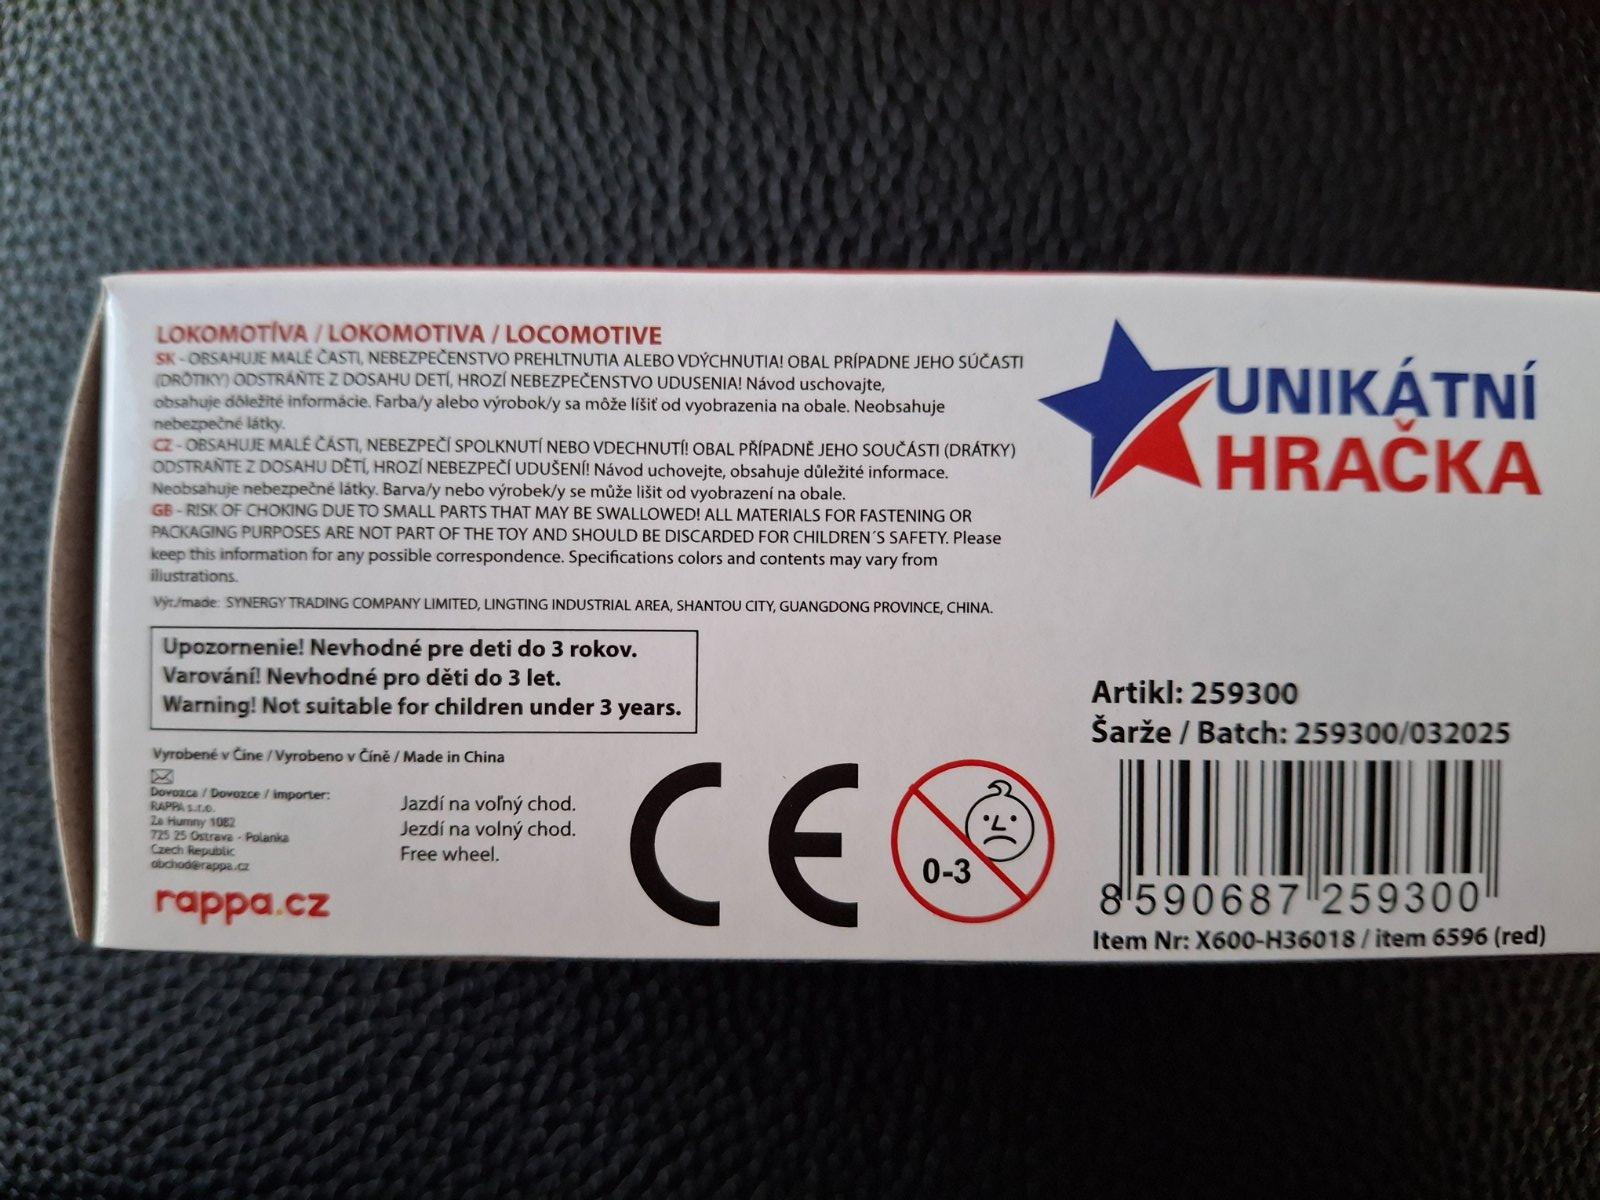 LOKOMOTÍVA / LOKOMOTIVA / LOCOMOTIVE
SK - OBSAHUJE MALÉ ČASTI, NEBEZPEČENSTVO PREHLTNUTIA ALEBO VDÝCHNUTIA! OBAL PRÍPADNE JEHO SÚČASTI
(DRÔTIKY) ODSTRÁŇTE Z DOSAHU DETÍ, HROZÍ NEBEZPEČENSTVO UDUSENIA! Návod uschovajte,
obsahuje dôležité informácie. Farba/y alebo výrobok/y sa môže líšiť od vyobrazenia na obale. Neobsahuje
nebezpečné látky.
CZ - OBSAHUJE MALÉ ČÁSTI, NEBEZPEČÍ SPOLKNUTÍ NEBO VDECHNUTÍ! OBAL PŘÍPADNĚ JEHO SOUČÁSTI (DRÁTKY)
ODSTRAŇTE Z DOSAHU DĚTÍ, HROZÍ NEBEZPEČÍ UDUŠENÍ! Návod uchovejte, obsahuje důležité informace.
Neobsahuje nebezpečné látky. Barva/y nebo výrobek/y se může lišit od vyobrazení na obale.
GB - RISK OF CHOKING DUE TO SMALL PARTS THAT MAY BE SWALLOWED! ALL MATERIALS FOR FASTENING OR
PACKAGING PURPOSES ARE NOT PART OF THE TOY AND SHOULD BE DISCARDED FOR CHILDREN´S SAFETY. Please
keep this information for any possible correspondence. Specifications colors and contents may vary from
illustrations.
Výr./made: SYNERGY TRADING COMPANY LIMITED, LINGTING INDUSTRIAL AREA, SHANTOU CITY, GUANGDONG PROVINCE, CHINA.
Upozornenie! Nevhodné pre deti do 3 rokov.
Varování! Nevhodné pro děti do 3 let.
Warning! Not suitable for children under 3 years.
Vyrobené v Číne / Vyrobeno v Číně / Made in China
Dovozca / Dovozce / importer:
RAPPA s.r.o.
Za Humny 1082
725 25 Ostrava - Polanka
Czech Republic
obchod@rappa.cz
rappa.cz
Jazdí na voľný chod.
Jezdí na volný chod.
Free wheel.
CE
0-3
UNIKÁTNÍ
HRAČKA
Artikl: 259300
Šarže / Batch: 259300/032025
8 590687 259300
Item Nr: X600-H36018 / item 6596 (red)